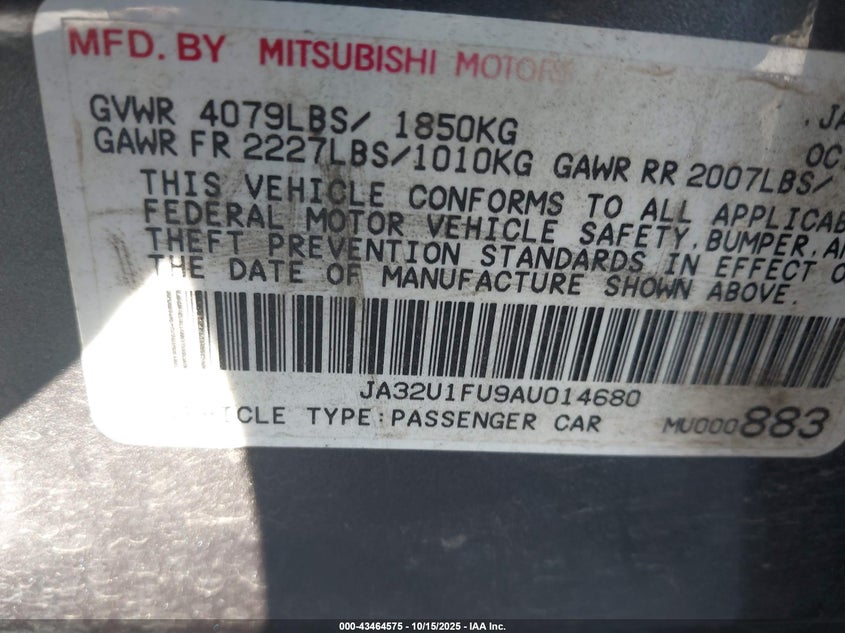 MFD. BY MITSUBISHI MOTORS
GVWR 4079LBS/ 1850KG
GAWR FR 2227LBS/1010KG GAWR RR 2007LBS/
THIS VEHICLE CONFORMS TO ALL
FEDERAL MOTOR VEHICLE SAFETY, BUMPER,
THEFT PREVENTION STANDARDS IN EFFECT
THE DATE OF MANUFACTURE SHOWN ABOVE.
JA32U1FU9AU014680
TYPE:PASSENGER CAR MU000883
000-43464575 - 10/15/2025 - IAA Inc.